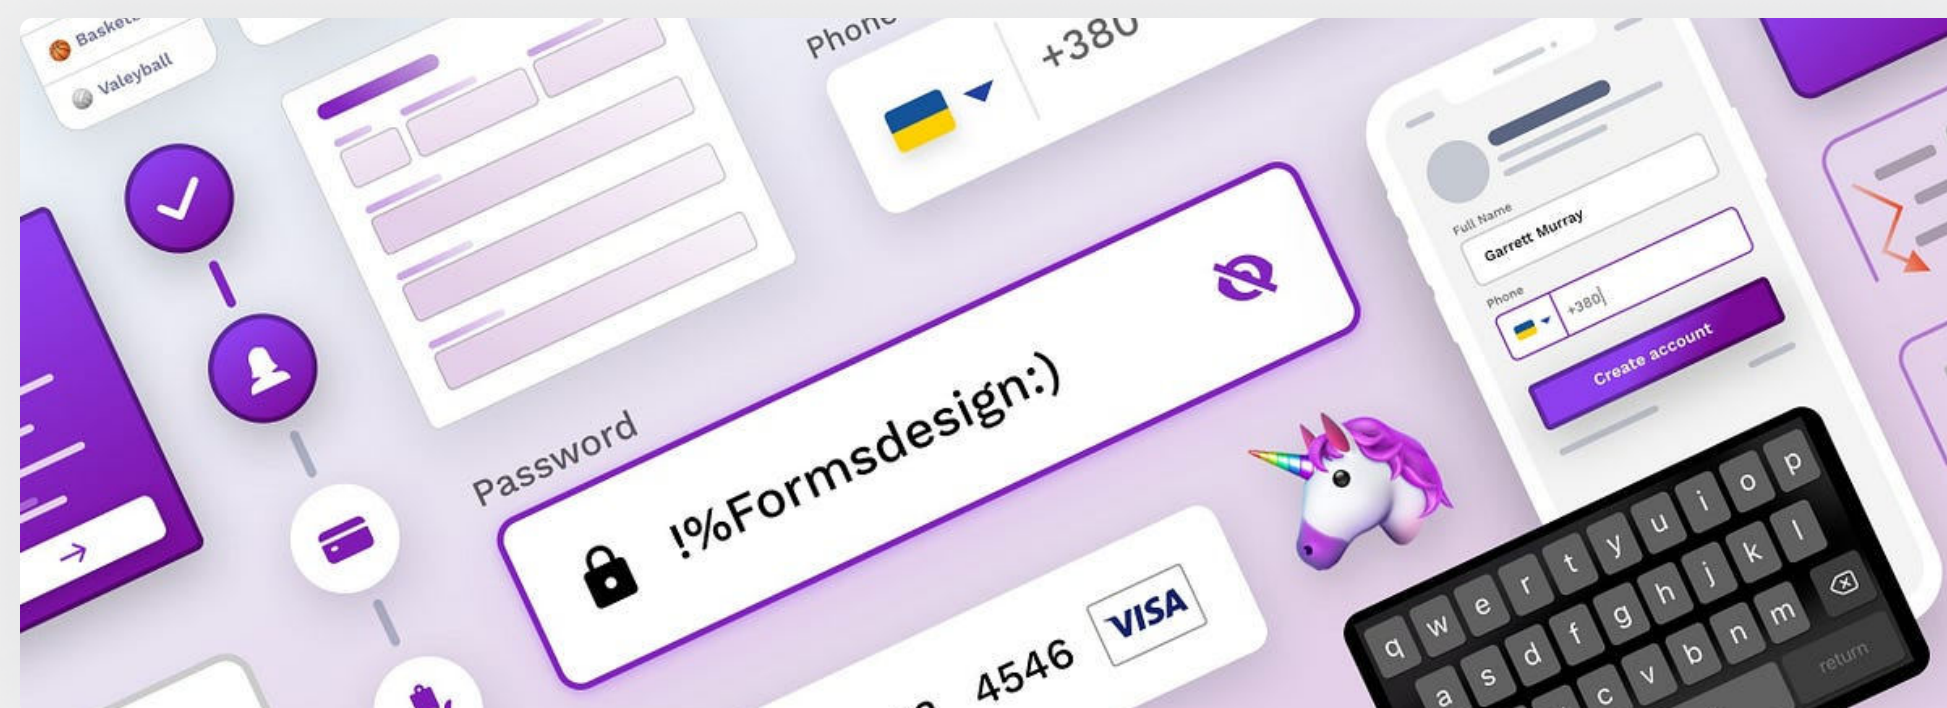 Valeyball
Phone
+380
Full Name
Garrett Murray
Phone
+380
Create account
Password
!%Formsdesign:)
4546
VISA
q w e r t y u i o p
a s d f g h j k l
c v b n m
return